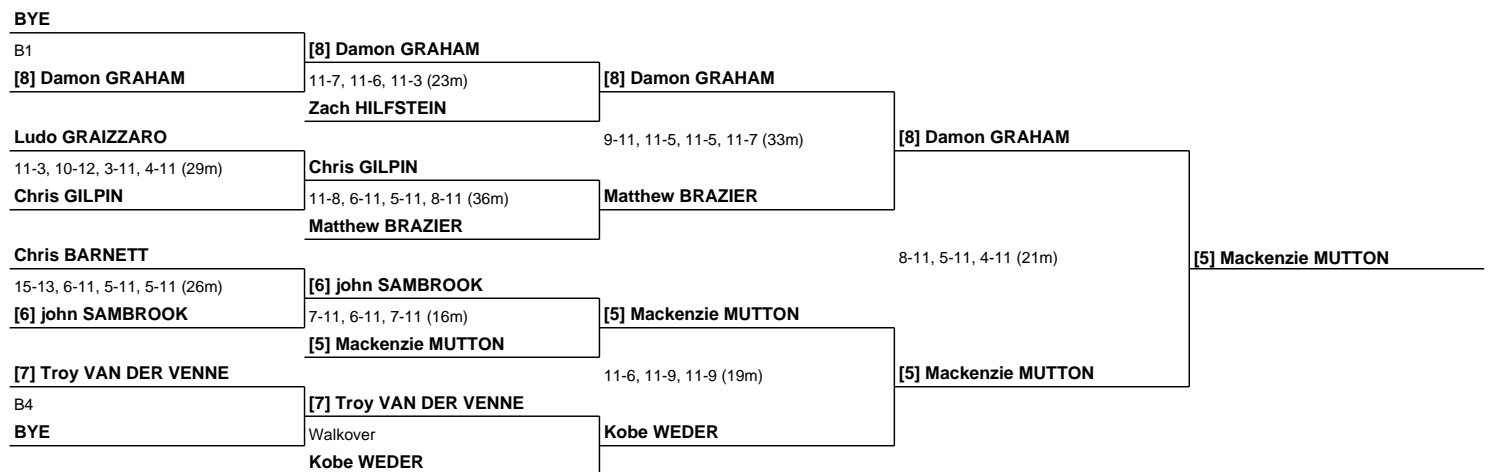 BYE
B1
[8] Damon GRAHAM
Ludo GRAIZZARO
11-3, 10-12, 3-11, 4-11 (29m)
Chris GILPIN
Chris BARNETT
15-13, 6-11, 5-11, 5-11 (26m)
[6] john SAMBROOK
[7] Troy VAN DER VENNE
B4
BYE
[8] Damon GRAHAM
11-7, 11-6, 11-3 (23m)
Zach HILFSTEIN
Chris GILPIN
11-8, 6-11, 5-11, 8-11 (36m)
Matthew BRAZIER
[6] john SAMBROOK
7-11, 6-11, 7-11 (16m)
[5] Mackenzie MUTTON
[7] Troy VAN DER VENNE
Walkover
Kobe WEDER
[8] Damon GRAHAM
9-11, 11-5, 11-5, 11-7 (33m)
Matthew BRAZIER
[5] Mackenzie MUTTON
11-6, 11-9, 11-9 (19m)
Kobe WEDER
[8] Damon GRAHAM
8-11, 5-11, 4-11 (21m)
[5] Mackenzie MUTTON
[5] Mackenzie MUTTON